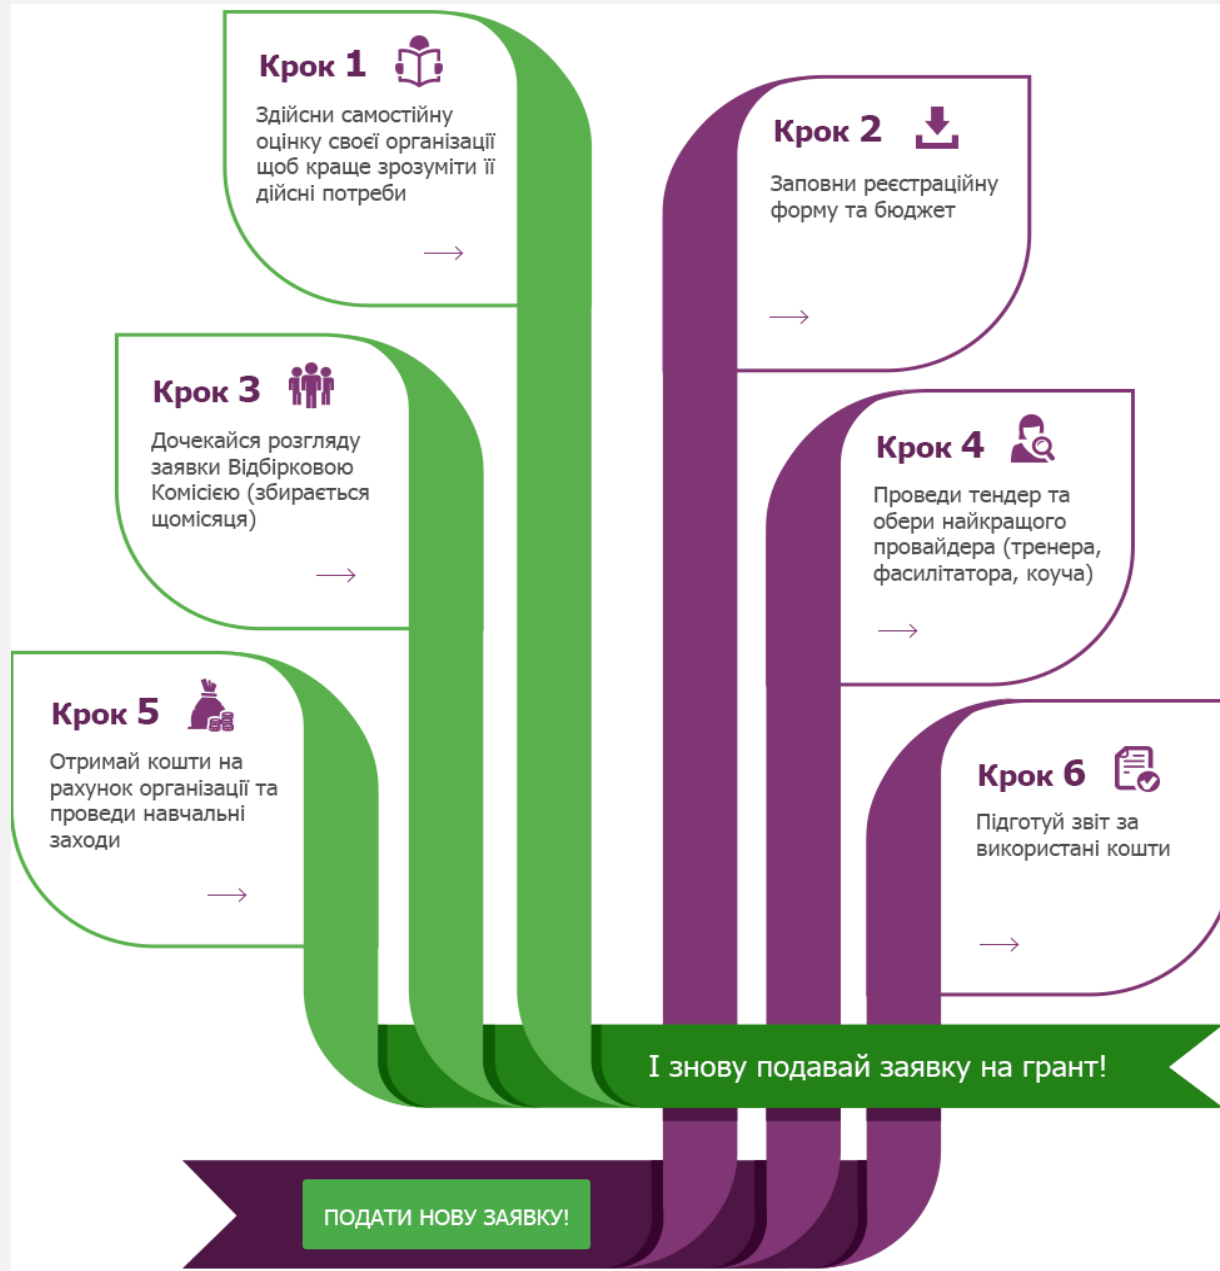 Крок 1
Здійсни самостійну
оцінку своєї організації
щоб краще зрозуміти її
дійсні потреби
Крок 2
Заповни реєстраційну
форму та бюджет
Крок 3
Дочекайся розгляду
заявки Відбірковою
Комісією (збирається
щомісяця)
Крок 4
Проведи тендер та
обери найкращого
провайдера (тренера,
фасилітатора, коуча)
Крок 5
Отримай кошти на
рахунок організації та
проведи навчальні
заходи
Крок 6
Підготуй звіт за
використані кошти
І знову подавай заявку на грант!
ПОДАТИ НОВУ ЗАЯВКУ!